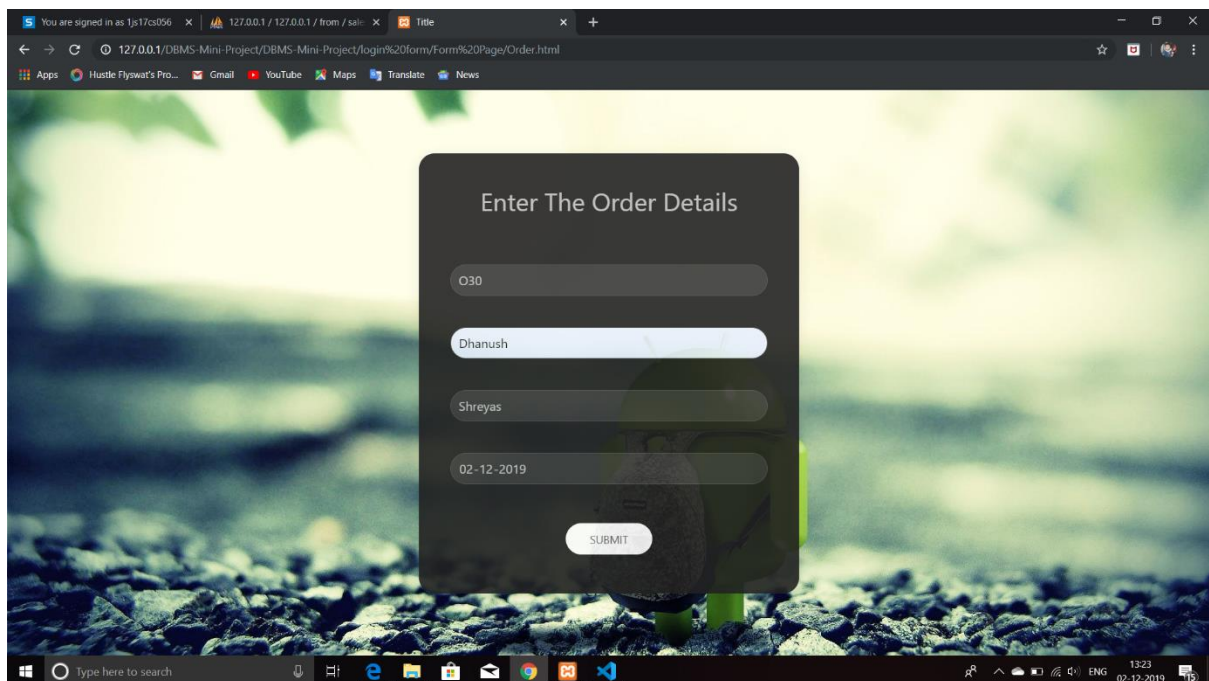 You are signed in as 1js17cs056
127.0.0.1 / 127.0.0.1 / from / sale
Title
127.0.0.1/DBMS-Mini-Project/DBMS-Mini-Project/login%20form/Form%20Page/Order.html
Apps Hustle Flyswat's Pro... Gmail YouTube Maps Translate News
Enter The Order Details
O30
Dhanush
Shreyas
02-12-2019
SUBMIT
Type here to search
ENG
13:23
02-12-2019
15